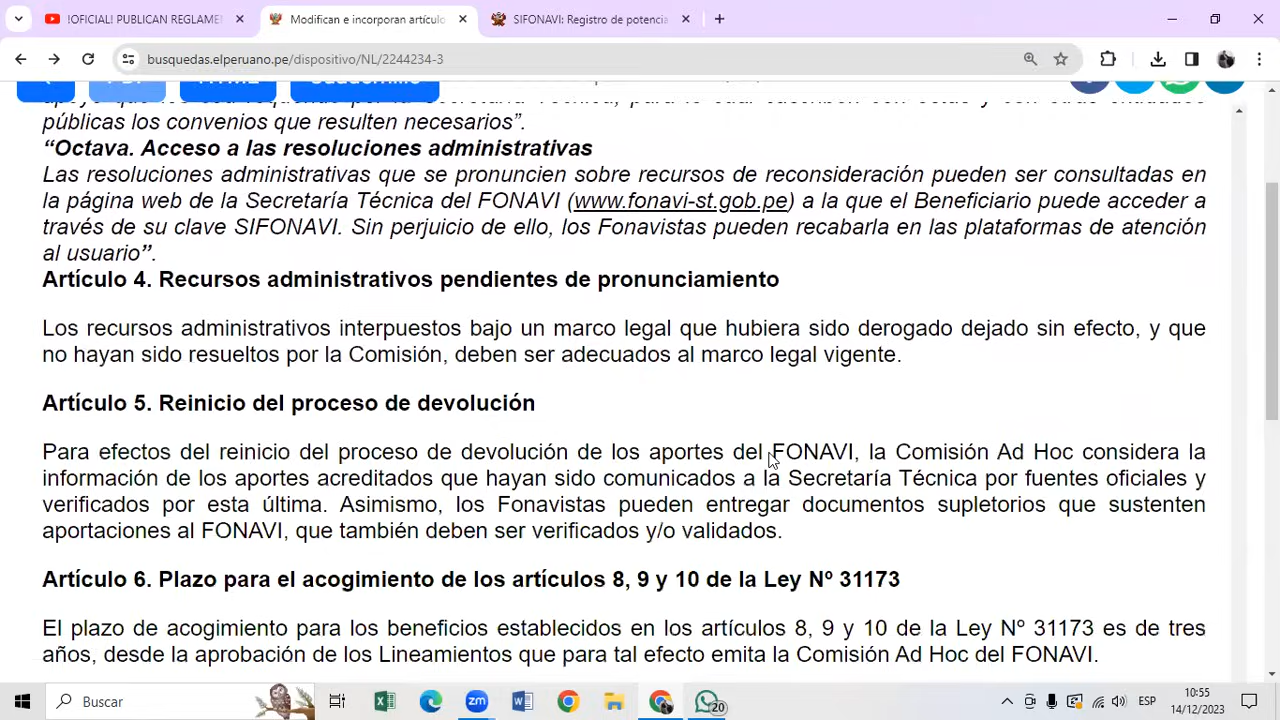 !OFICIAL! PUBLICAN REGLAME
Modifican e incorporan artículo
SIFONAVI: Registro de potencia
busquedas.elperuano.pe/dispositivo/NL/2244234-3
públicas los convenios que resulten necesarios”.
“Octava. Acceso a las resoluciones administrativas
Las resoluciones administrativas que se pronuncien sobre recursos de reconsideración pueden ser consultadas en
la página web de la Secretaría Técnica del FONAVI (www.fonavi-st.gob.pe) a la que el Beneficiario puede acceder a
través de su clave SIFONAVI. Sin perjuicio de ello, los Fonavistas pueden recabarla en las plataformas de atención
al usuario”.
Artículo 4. Recursos administrativos pendientes de pronunciamiento
Los recursos administrativos interpuestos bajo un marco legal que hubiera sido derogado dejado sin efecto, y que
no hayan sido resueltos por la Comisión, deben ser adecuados al marco legal vigente.
Artículo 5. Reinicio del proceso de devolución
Para efectos del reinicio del proceso de devolución de los aportes del FONAVI, la Comisión Ad Hoc considera la
información de los aportes acreditados que hayan sido comunicados a la Secretaría Técnica por fuentes oficiales y
verificados por esta última. Asimismo, los Fonavistas pueden entregar documentos supletorios que sustenten
aportaciones al FONAVI, que también deben ser verificados y/o validados.
Artículo 6. Plazo para el acogimiento de los artículos 8, 9 y 10 de la Ley Nº 31173
El plazo de acogimiento para los beneficios establecidos en los artículos 8, 9 y 10 de la Ley Nº 31173 es de tres
años, desde la aprobación de los Lineamientos que para tal efecto emita la Comisión Ad Hoc del FONAVI.
Buscar
20
ESP
10:55
14/12/2023